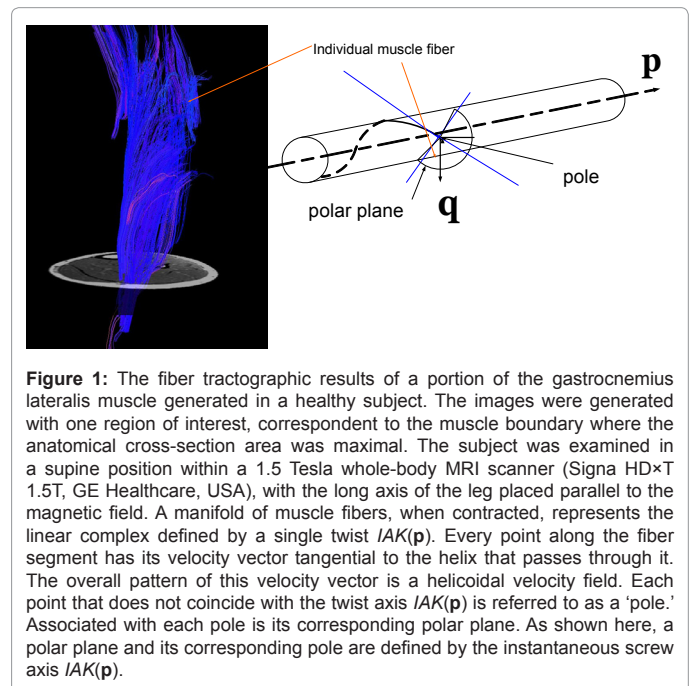 Individual muscle fiber
p
pole
polar plane
q
Figure 1: The fiber tractographic results of a portion of the gastrocnemius
lateralis muscle generated in a healthy subject. The images were generated
with one region of interest, correspondent to the muscle boundary where the
anatomical cross-section area was maximal. The subject was examined in
a supine position within a 1.5 Tesla whole-body MRI scanner (Signa HD×T
1.5T, GE Healthcare, USA), with the long axis of the leg placed parallel to the
magnetic field. A manifold of muscle fibers, when contracted, represents the
linear complex defined by a single twist IAK(p). Every point along the fiber
segment has its velocity vector tangential to the helix that passes through it.
The overall pattern of this velocity vector is a helicoidal velocity field. Each
point that does not coincide with the twist axis IAK(p) is referred to as a ‘pole.’
Associated with each pole is its corresponding polar plane. As shown here, a
polar plane and its corresponding pole are defined by the instantaneous screw
axis IAK(p).